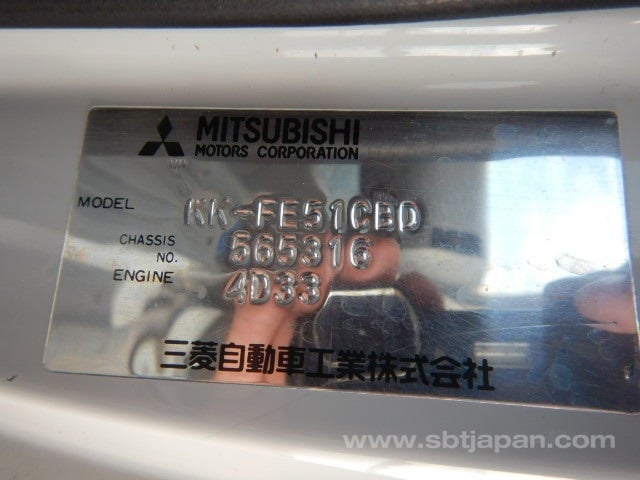 MITSUBISHI
MOTORS CORPORATION
MODEL KK-FE51CBD
CHASSIS NO. 565316
ENGINE 4D33
三菱自動車工業株式会社
www.sbtjapan.com